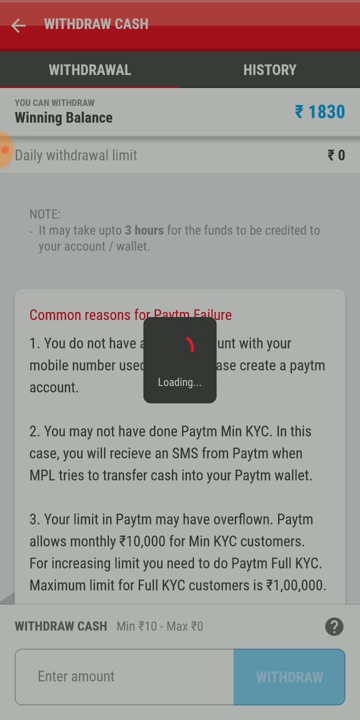 WITHDRAW CASH
WITHDRAWAL
HISTORY
YOU CAN WITHDRAW
Winning Balance
₹ 1830
Daily withdrawal limit
₹ 0
NOTE:
- It may take upto 3 hours for the funds to be credited to
your account / wallet.
Common reasons for Paytm Failure
1. You do not have a unt with your
mobile number used ase create a paytm
account.
Loading...
2. You may not have done Paytm Min KYC. In this
case, you will recieve an SMS from Paytm when
MPL tries to transfer cash into your Paytm wallet.
3. Your limit in Paytm may have overflown. Paytm
allows monthly ₹10,000 for Min KYC customers.
For increasing limit you need to do Paytm Full KYC.
Maximum limit for Full KYC customers is ₹1,00,000.
WITHDRAW CASH Min ₹10 - Max ₹0
?
Enter amount
WITHDRAW